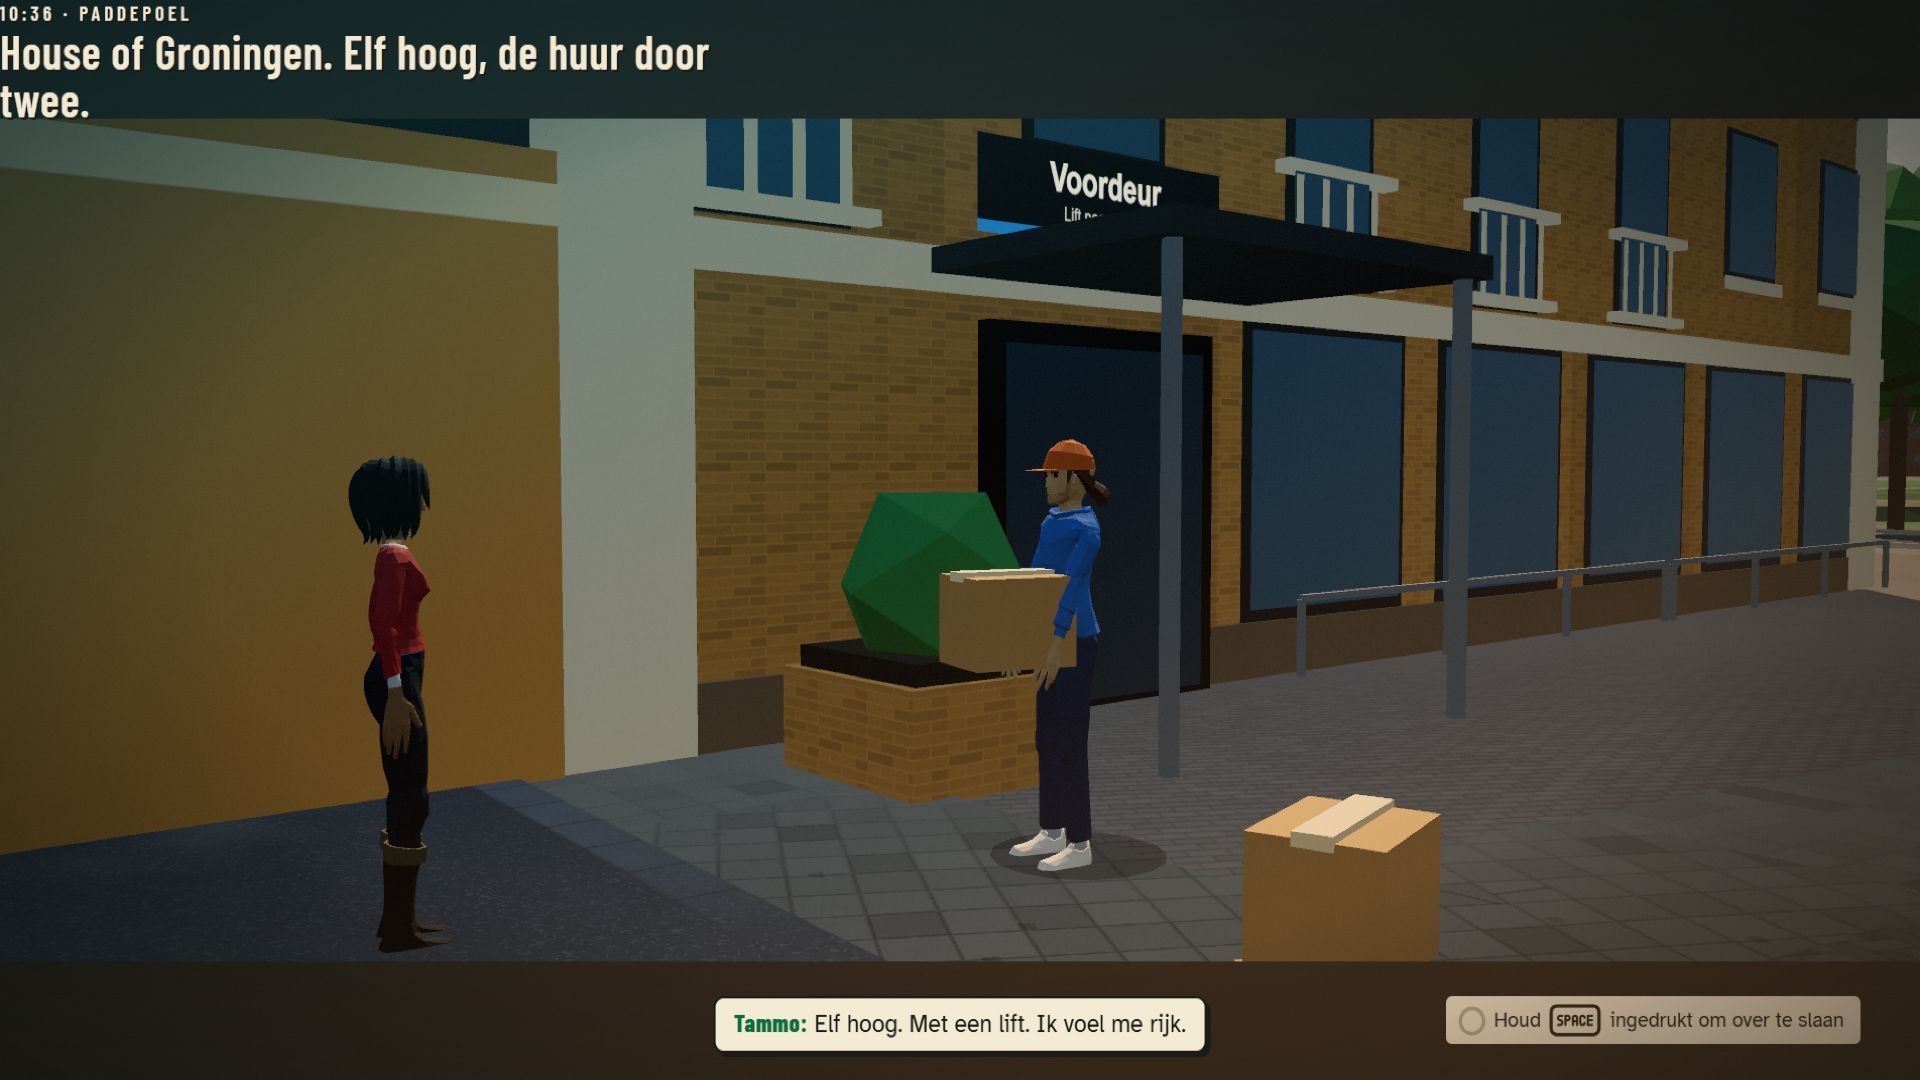 10:36 · PADDEPOEL
House of Groningen. Elf hoog, de huur door
twee.
Voordeur
Lift
Tammo: Elf hoog. Met een lift. Ik voel me rijk.
Houd SPACE ingedrukt om over te slaan